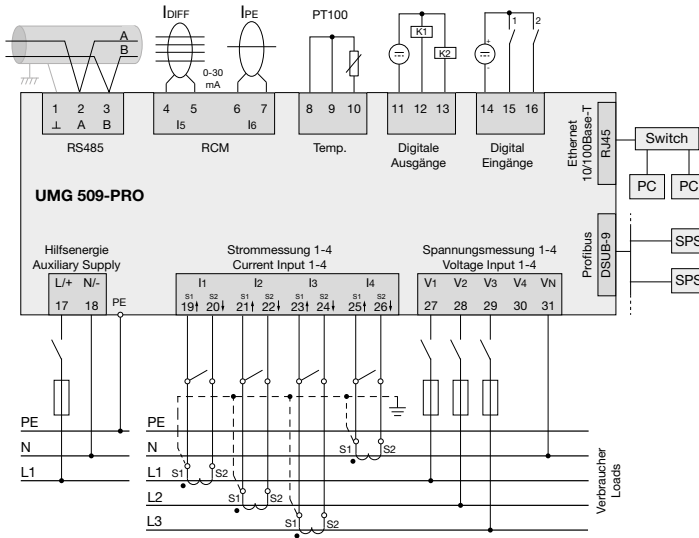 IDIFF
IPE
PT100
1 2
A
B
0-30
mA
K1
K2
1 2 3
⊥ A B
4 5 6 7
I5 I6
8 9 10
11 12 13
14 15 16
RS485
RCM
Temp.
Digitale
Ausgänge
Digital
Eingänge
Ethernet
10/100Base-T
RJ45
Switch
PC PC
UMG 509-PRO
Profibus
DSUB-9
SPS
SPS
Hilfsenergie
Auxiliary Supply
Strommessung 1-4
Current Input 1-4
Spannungsmessung 1-4
Voltage Input 1-4
L/+ N/-
17 18
PE
I1 I2 I3 I4
S1 S2 S1 S2 S1 S2 S1 S2
19 20 21 22 23 24 25 26
V1 V2 V3 V4 VN
27 28 29 30 31
PE PE
N N
S1 S2
L1 L1
S1 S2
L2
S1 S2
L3
S1 S2
Verbraucher
Loads